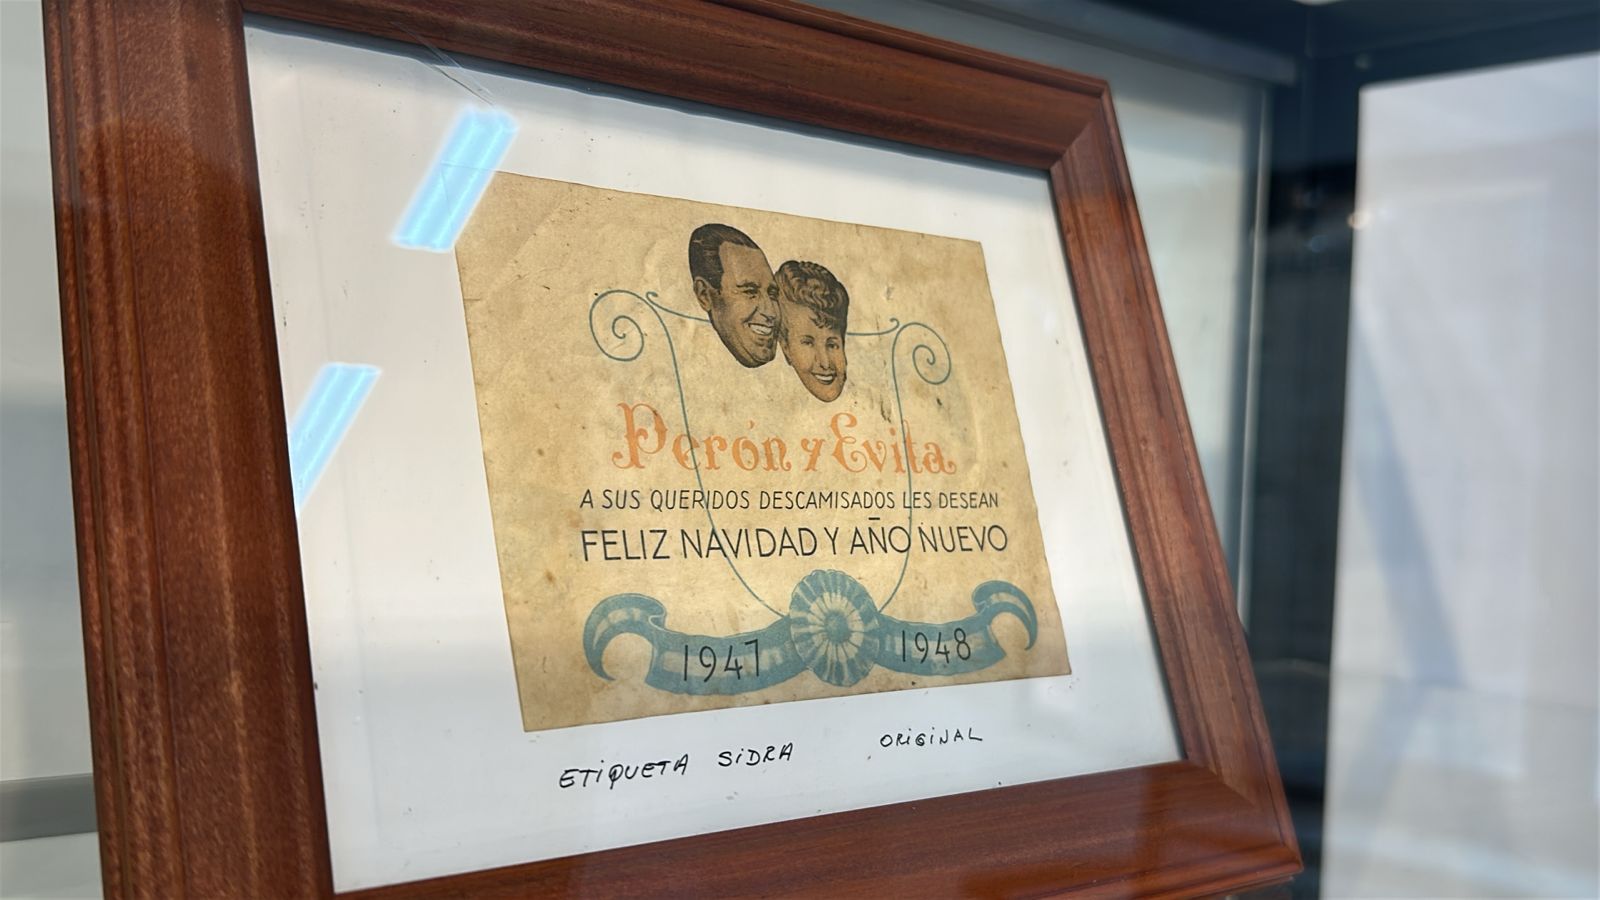 Perón y Evita
A SUS QUERIDOS DESCAMISADOS LES DESEAN
FELIZ NAVIDAD Y AÑO NUEVO
1947 1948
ETIQUETA SIDRA ORIGINAL